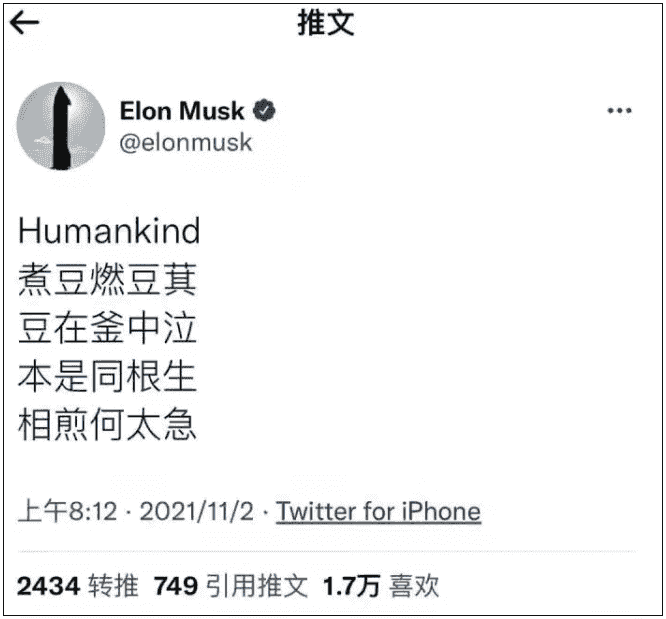 推文
Elon Musk
@elonmusk
Humankind
煮豆燃豆萁
豆在釜中泣
本是同根生
相煎何太急
上午8:12 · 2021/11/2 · Twitter for iPhone
2434 转推 749 引用推文 1.7万 喜欢